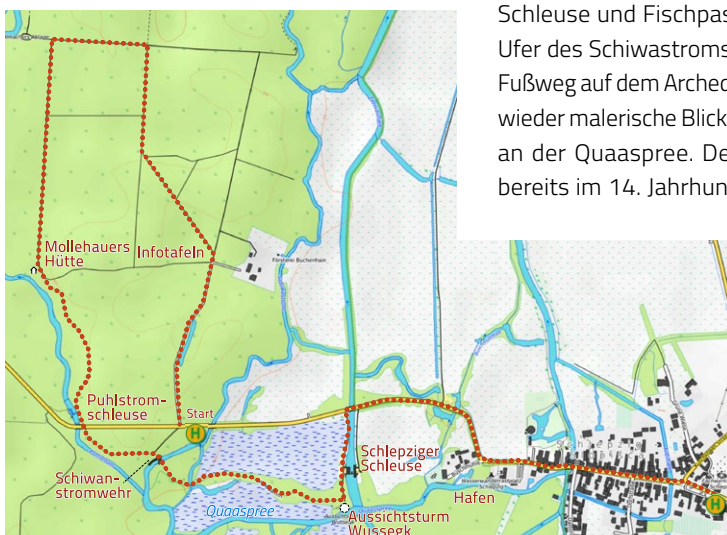 Schleuse und Fischpas
Ufer des Schiwastroms
Fußweg auf dem Arched
wieder malerische Blick
an der Quaaspree. De
bereits im 14. Jahrhun
Mollehauers
Hütte
Infotafeln
Försterei Buchenhain
Puhlstrom-
schleuse
Start
H
Schiwan-
stromwehr
Schlepziger
Schleuse
Schlepzig
Hafen
Quaaspree
Aussichtsturm
Wussegk
H